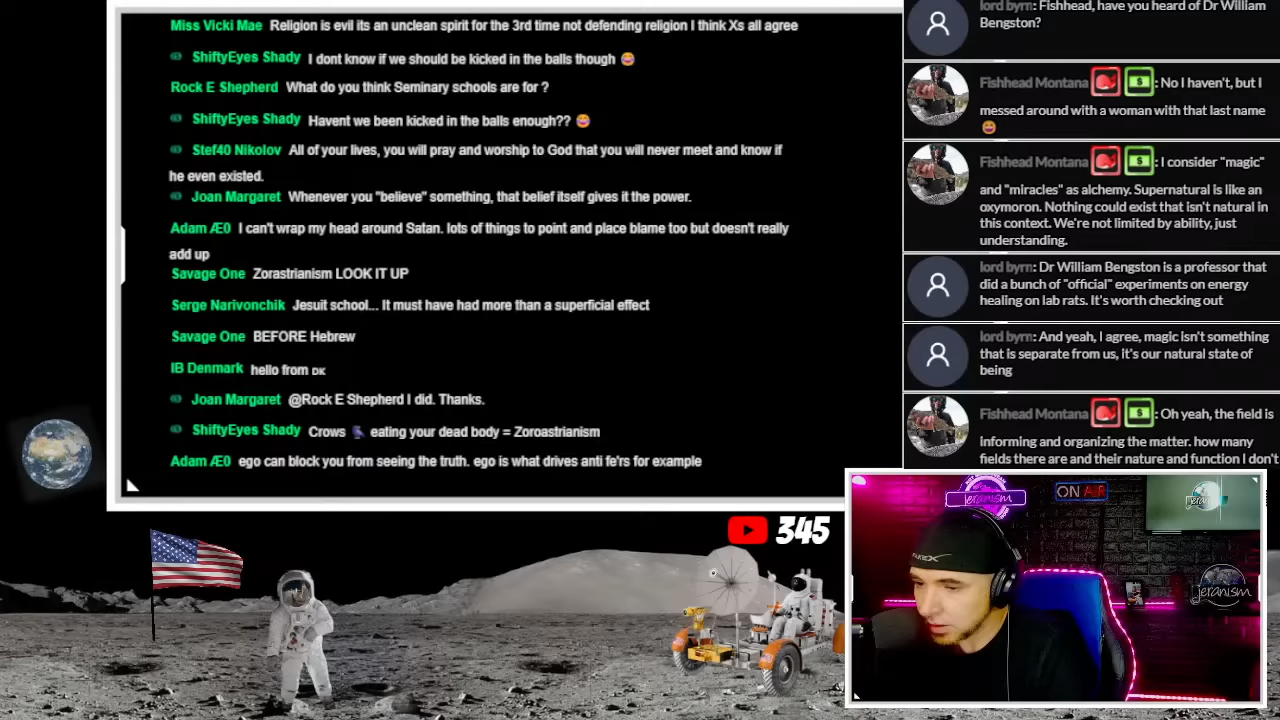 Miss Vicki Mae Religion is evil its an unclean spirit for the 3rd time not defending religion I think Xs all agree
ShiftyEyes Shady I dont know if we should be kicked in the balls though 😂
Rock E Shepherd What do you think Seminary schools are for ?
ShiftyEyes Shady Havent we been kicked in the balls enough?? 😂
Stef40 Nikolov All of your lives, you will pray and worship to God that you will never meet and know if
he even existed.
Joan Margaret Whenever you "believe" something, that belief itself gives it the power.
Adam Æ0 I can't wrap my head around Satan. lots of things to point and place blame too but doesn't really
add up
Savage One Zorastrianism LOOK IT UP
Serge Narivonchik Jesuit school... It must have had more than a superficial effect
Savage One BEFORE Hebrew
IB Denmark hello from DK
Joan Margaret @Rock E Shepherd I did. Thanks.
ShiftyEyes Shady Crows eating your dead body = Zoroastrianism
Adam Æ0 ego can block you from seeing the truth. ego is what drives anti fe'rs for example
lord byrn: Fishhead, have you heard of Dr William
Bengston?
Fishhead Montana : No I haven't, but I
messed around with a woman with that last name
😄
Fishhead Montana : I consider "magic"
and "miracles" as alchemy. Supernatural is like an
oxymoron. Nothing could exist that isn't natural in
this context. We're not limited by ability, just
understanding.
lord byrn: Dr William Bengston is a professor that
did a bunch of "official" experiments on energy
healing on lab rats. It's worth checking out
lord byrn: And yeah, I agree, magic isn't something
that is separate from us, it's our natural state of
being
Fishhead Montana : Oh yeah, the field is
Informing and organizing the matter. how many
fields there are and their nature and function I don't
345
jeranism
ON AIR
jeranism